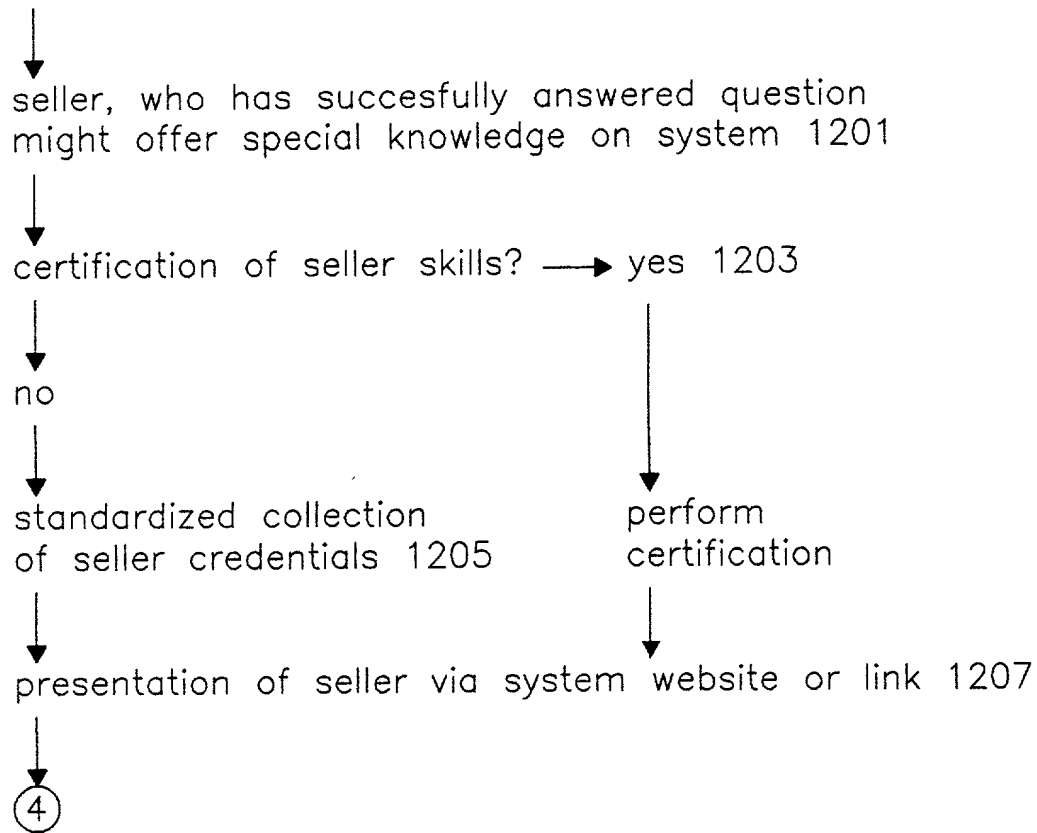 seller, who has succesfully answered question
might offer special knowledge on system 1201
certification of seller skills? yes 1203
no
standardized collection
of seller credentials 1205
perform
certification
presentation of seller via system website or link 1207
4